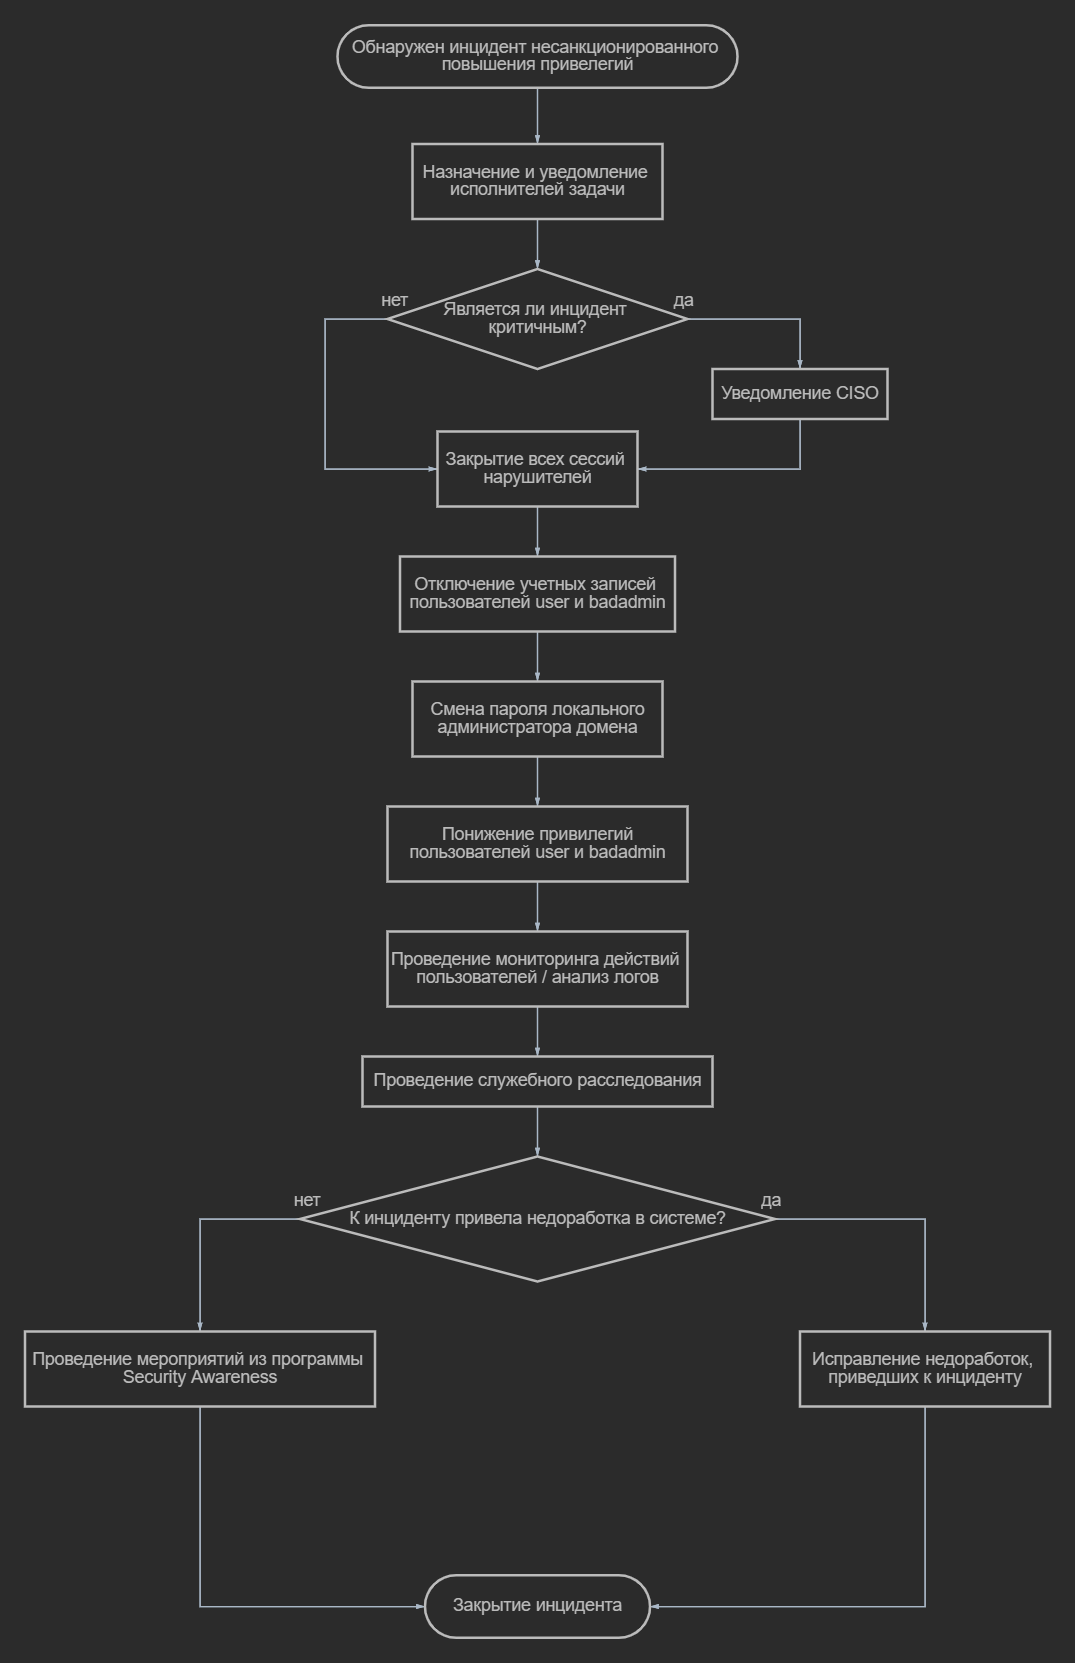 Обнаружен инцидент несанкционированного
повышения привелегий
Назначение и уведомление
исполнителей задачи
нет
да
Является ли инцидент
критичным?
Уведомление CISO
Закрытие всех сессий
нарушителей
Отключение учетных записей
пользователей user и badadmin
Смена пароля локального
администратора домена
Понижение привилегий
пользователей user и badadmin
Проведение мониторинга действий
пользователей / анализ логов
Проведение служебного расследования
нет
да
К инциденту привела недоработка в системе?
Проведение мероприятий из программы
Security Awareness
Исправление недоработок,
приведших к инциденту
Закрытие инцидента